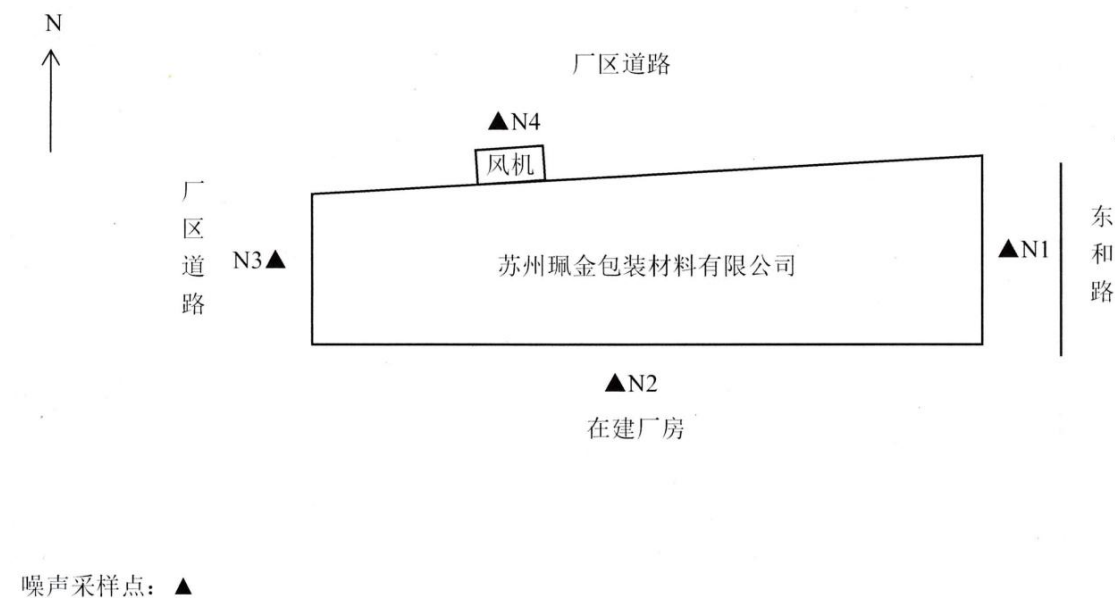 N
厂区道路
▲N4
风机
厂区道路
N3▲
苏州珮金包装材料有限公司
▲N1
东和路
▲N2
在建厂房
噪声采样点：▲